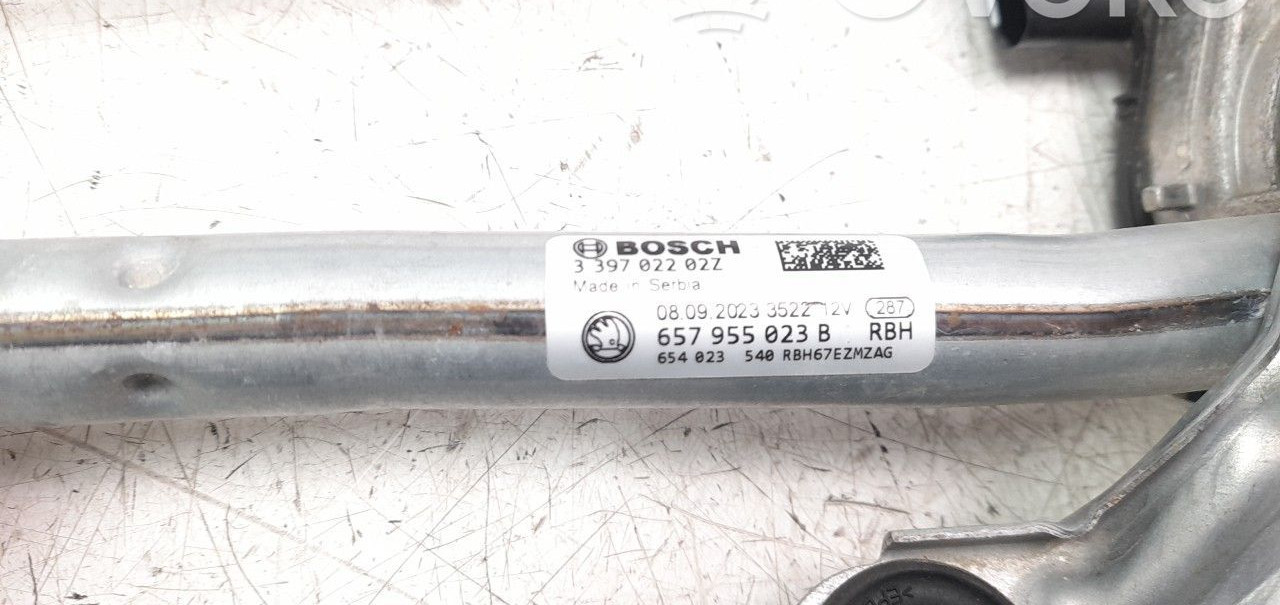 BOSCH
3 397 022 02Z
Made in Serbia
08.09.2023 3522 12V 287
657 955 023 B RBH
654 023 540 RBH67EZMZAG